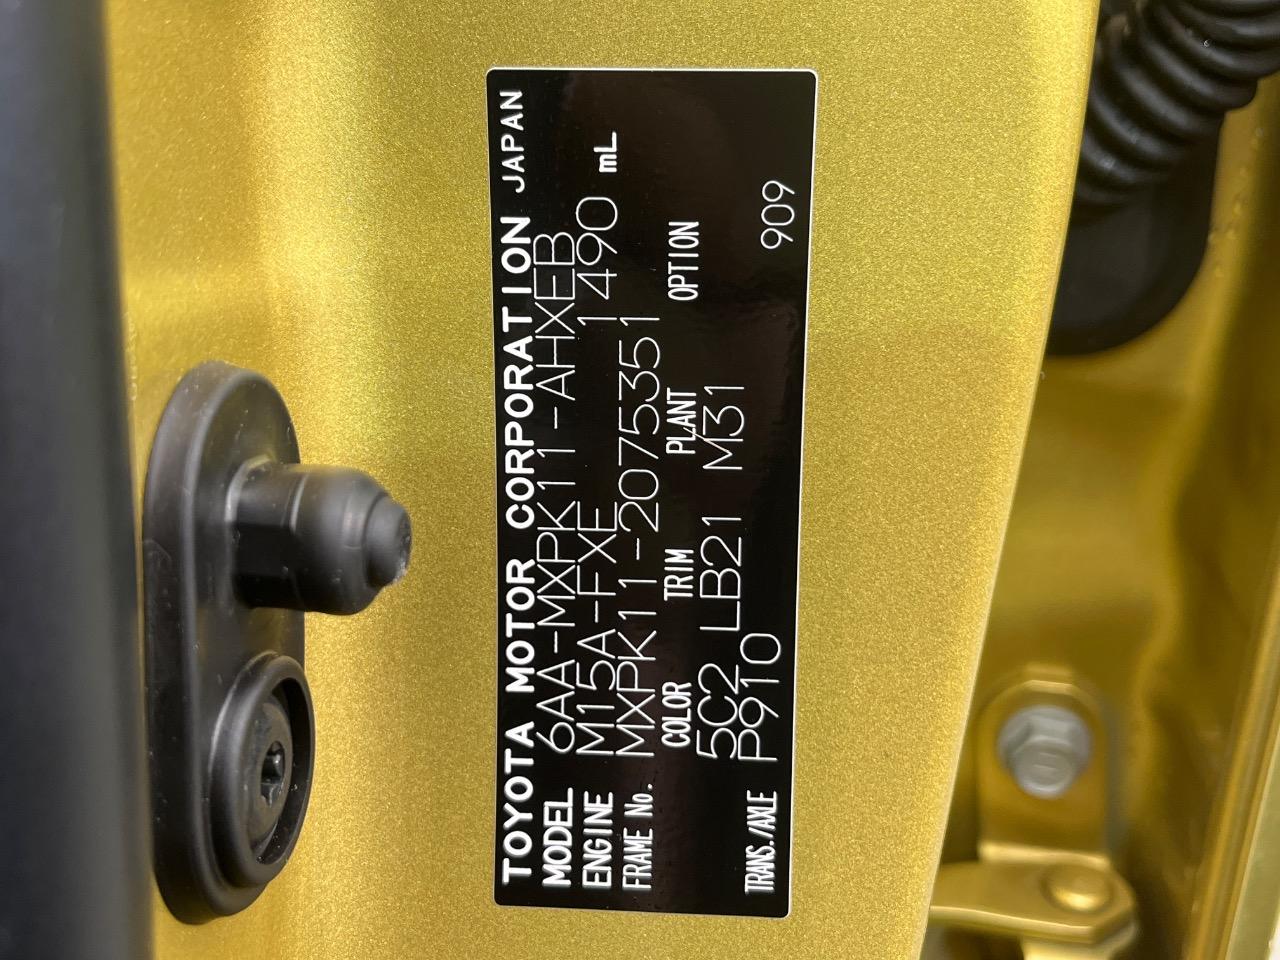 TOYOTA MOTOR CORPORATION JAPAN
MODEL 6AA-MXPK11-AHXEB
ENGINE M15A-FXE 1490 mL
FRAME No. MXPK11-2075351
COLOR TRIM PLANT OPTION
5C2 LB21 M31
TRANS./AXLE P910
909